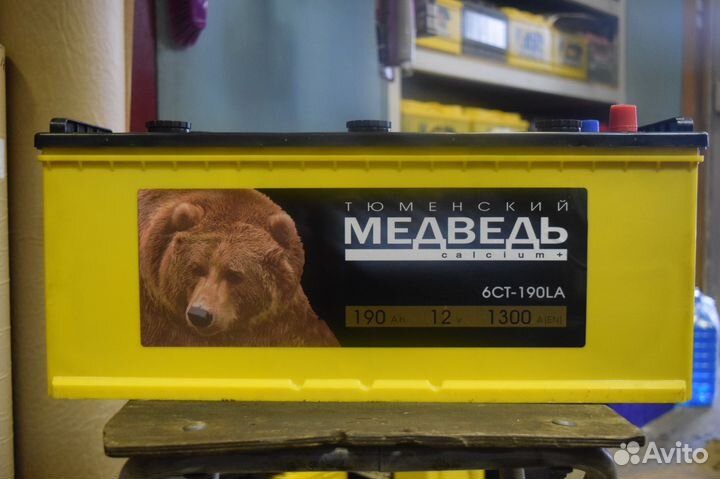 ТЮМЕНСКИЙ
МЕДВЕДЬ
calcium+
6СТ-190LA
190 Ah 12 v 1300 A(EN)
Avito